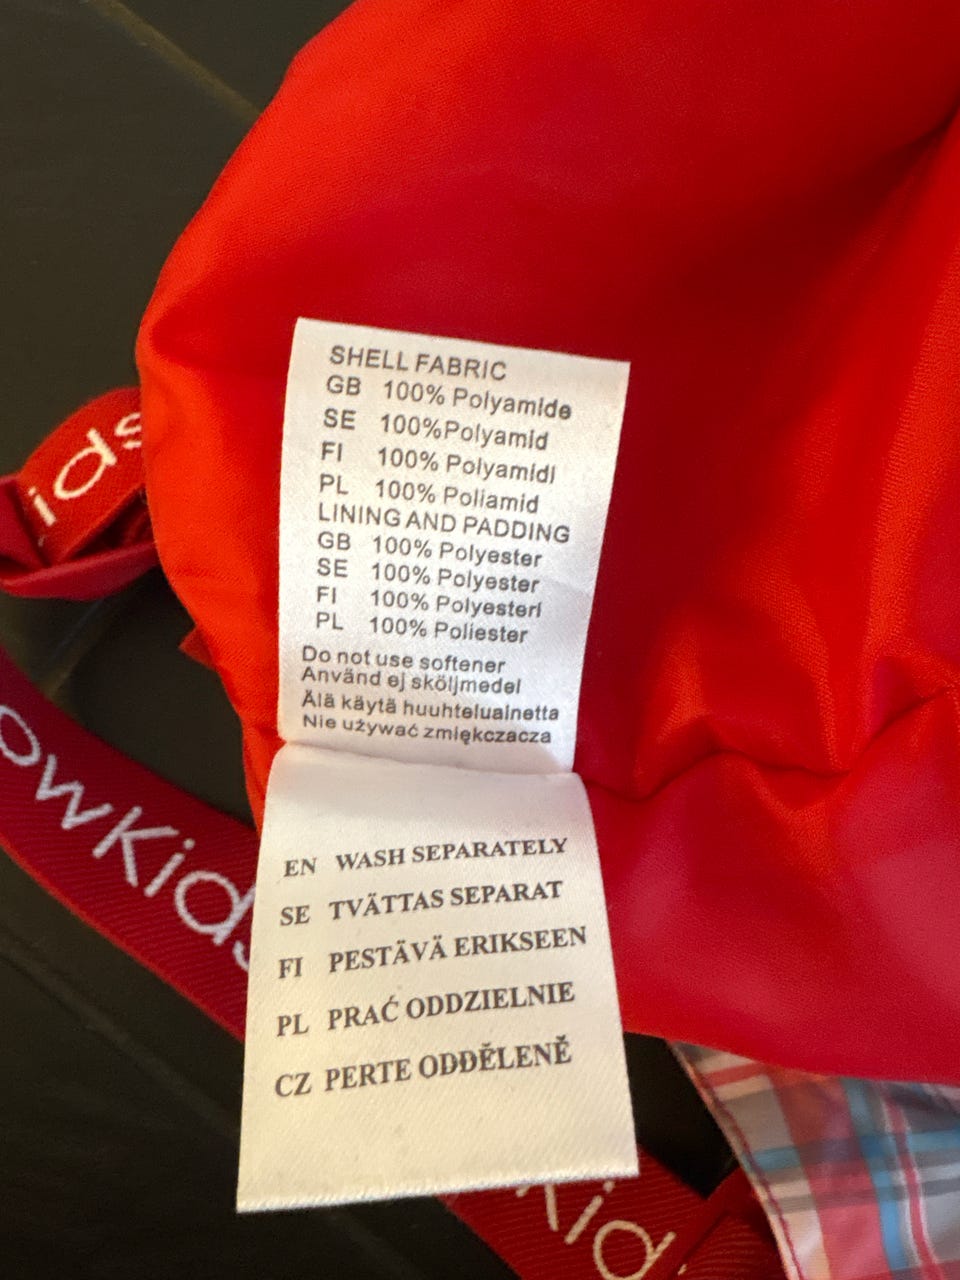 ids
SHELL FABRIC
GB 100% Polyamide
SE 100%Polyamid
FI 100% Polyamidi
PL 100% Poliamid
LINING AND PADDING
GB 100% Polyester
SE 100% Polyester
FI 100% Polyesteri
PL 100% Poliester
Do not use softener
Använd ej sköljmedel
Älä käytä huuhteluainetta
Nie używać zmiękczacza
owKids
EN WASH SEPARATELY
SE TVÄTTAS SEPARAT
FI PESTÄVÄ ERIKSEEN
PL PRAĆ ODDZIELNIE
CZ PERTE ODDĚLENĚ
Kid